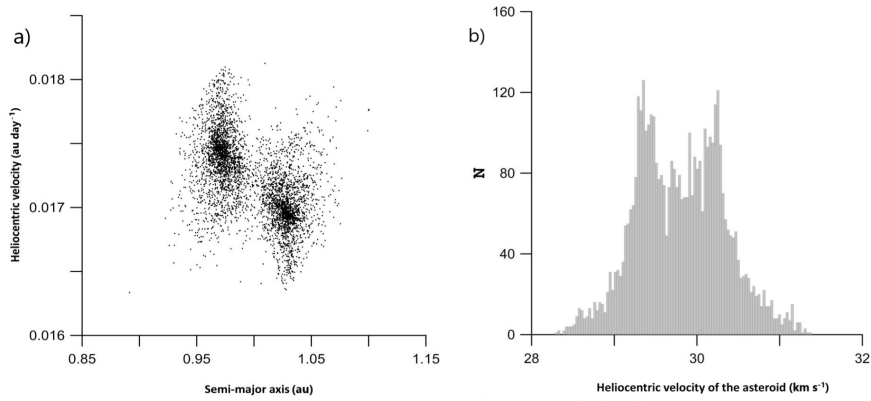 a)
0.018
0.017
0.016
Heliocentric velocity (au day⁻¹)
0.85
0.95
1.05
1.15
Semi-major axis (au)
b)
160
120
80
40
0
N
28
30
32
Heliocentric velocity of the asteroid (km s⁻¹)